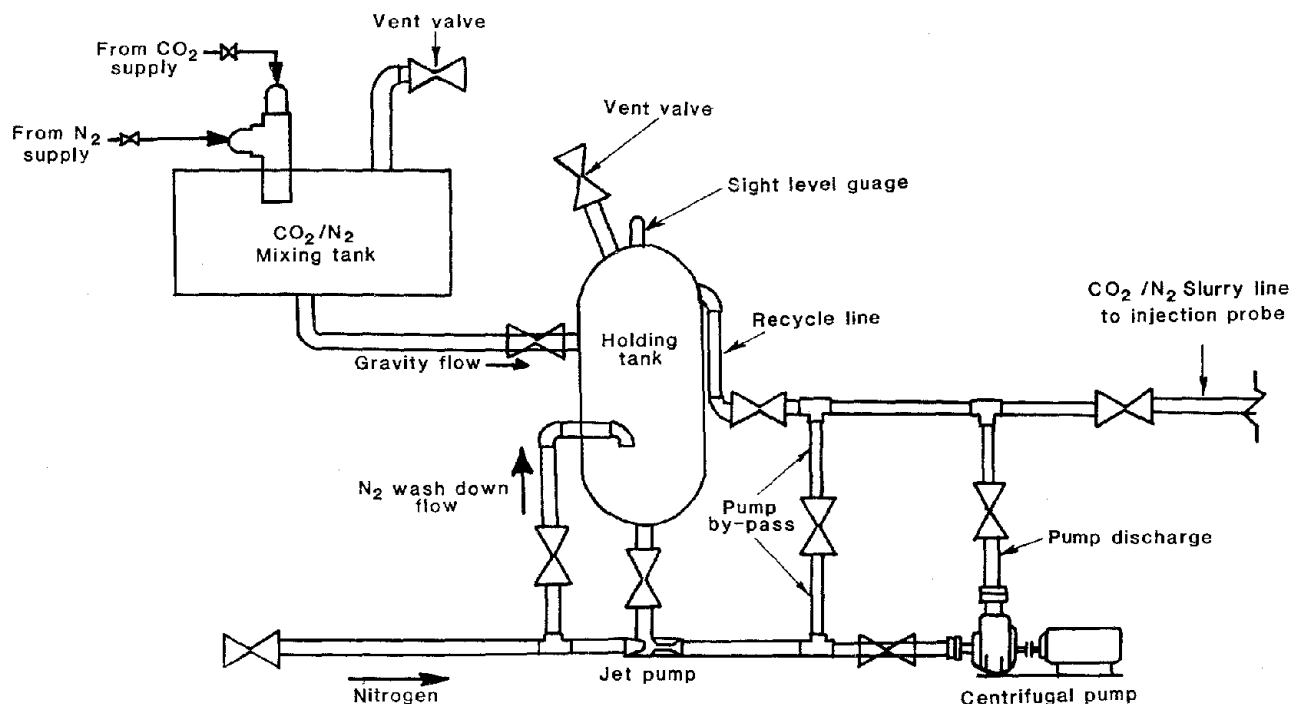 Vent valve
From CO2
supply
From N2
supply
Vent valve
Sight level guage
CO2/N2
Mixing tank
CO2 /N2 Slurry line
to injection probe
Recycle line
Holding
tank
Gravity flow
N2 wash down
flow
Pump
by-pass
Pump discharge
Jet pump
Nitrogen
Centrifugal pump